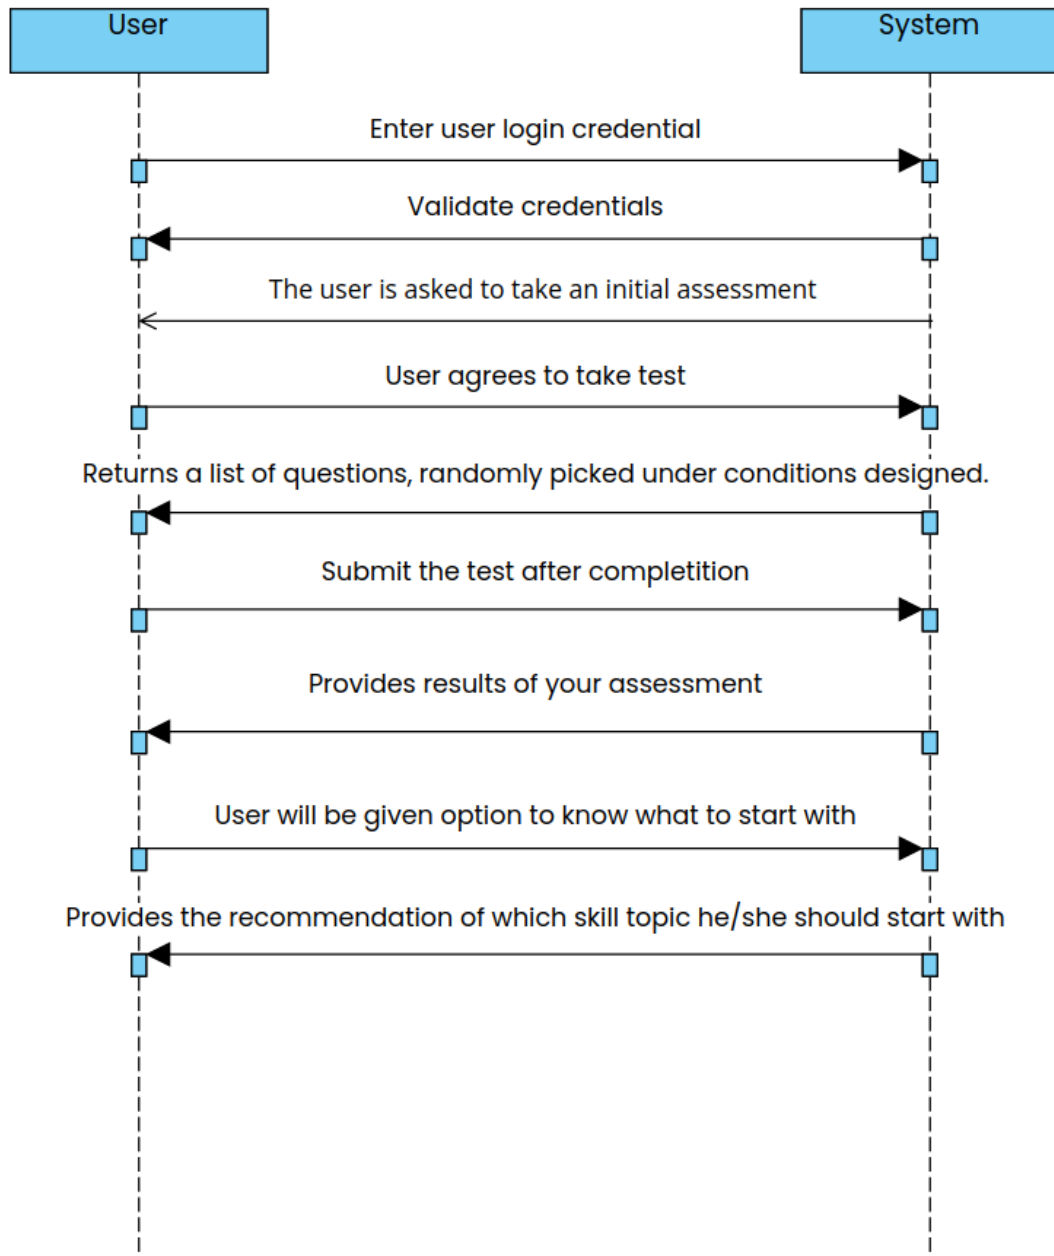 User
System
Enter user login credential
Validate credentials
The user is asked to take an initial assessment
User agrees to take test
Returns a list of questions, randomly picked under conditions designed.
Submit the test after completition
Provides results of your assessment
User will be given option to know what to start with
Provides the recommendation of which skill topic he/she should start with